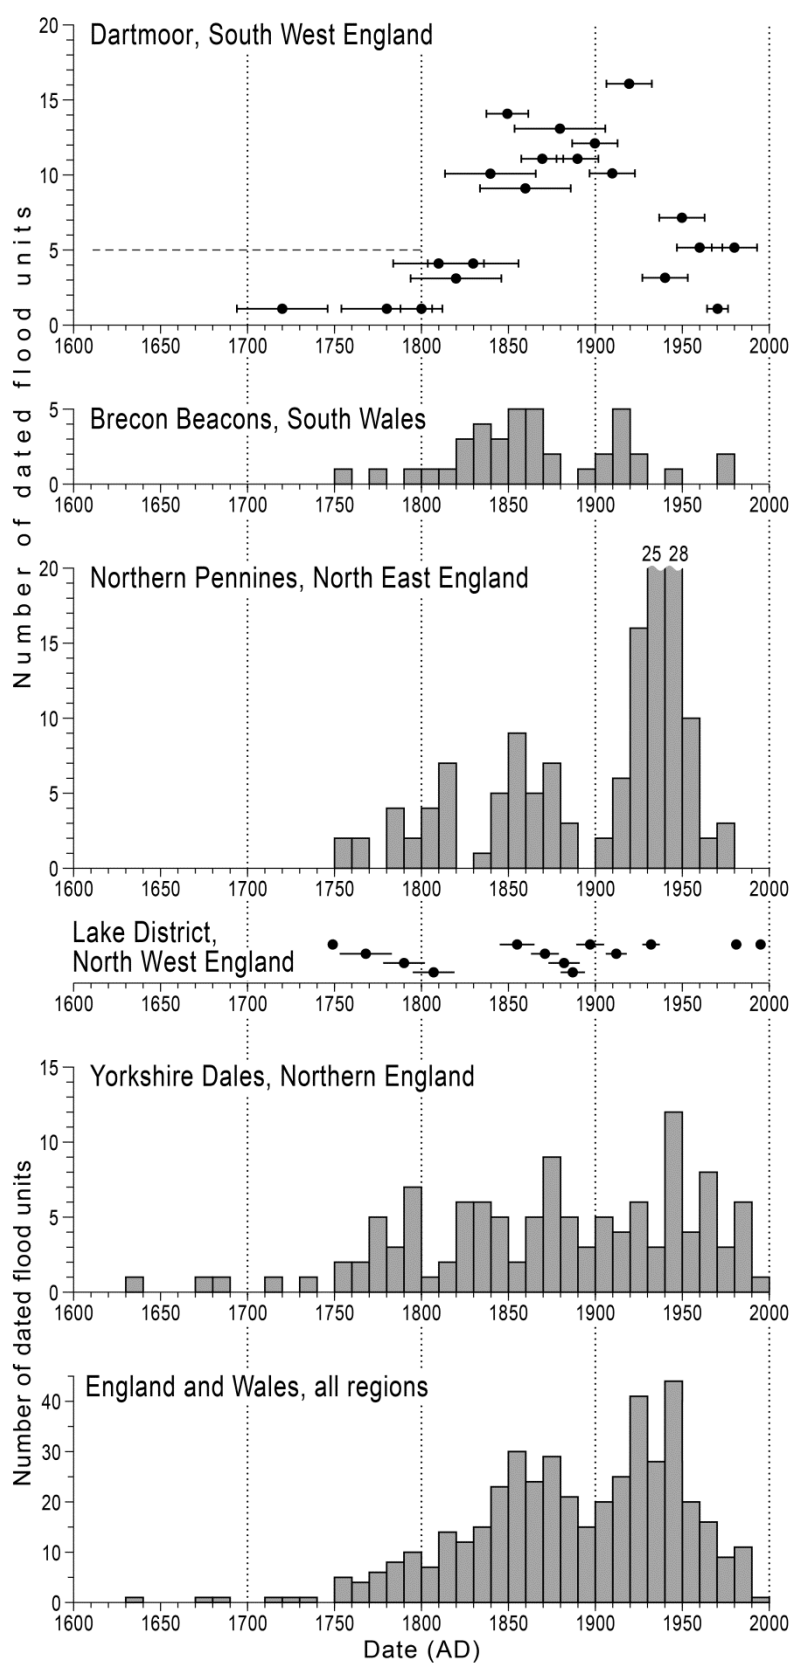 Number of dated flood units
Dartmoor, South West England
20
15
10
5
0
1600 1650 1700 1750 1800 1850 1900 1950 2000
Brecon Beacons, South Wales
5
0
1600 1650 1700 1750 1800 1850 1900 1950 2000
25 28
Northern Pennines, North East England
20
15
10
5
0
1600 1650 1700 1750 1800 1850 1900 1950 2000
Lake District,
North West England
1600 1650 1700 1750 1800 1850 1900 1950 2000
Number of dated flood units
Yorkshire Dales, Northern England
15
10
5
0
1600 1650 1700 1750 1800 1850 1900 1950 2000
England and Wales, all regions
40
30
20
10
0
1600 1650 1700 1750 1800 1850 1900 1950 2000
Date (AD)